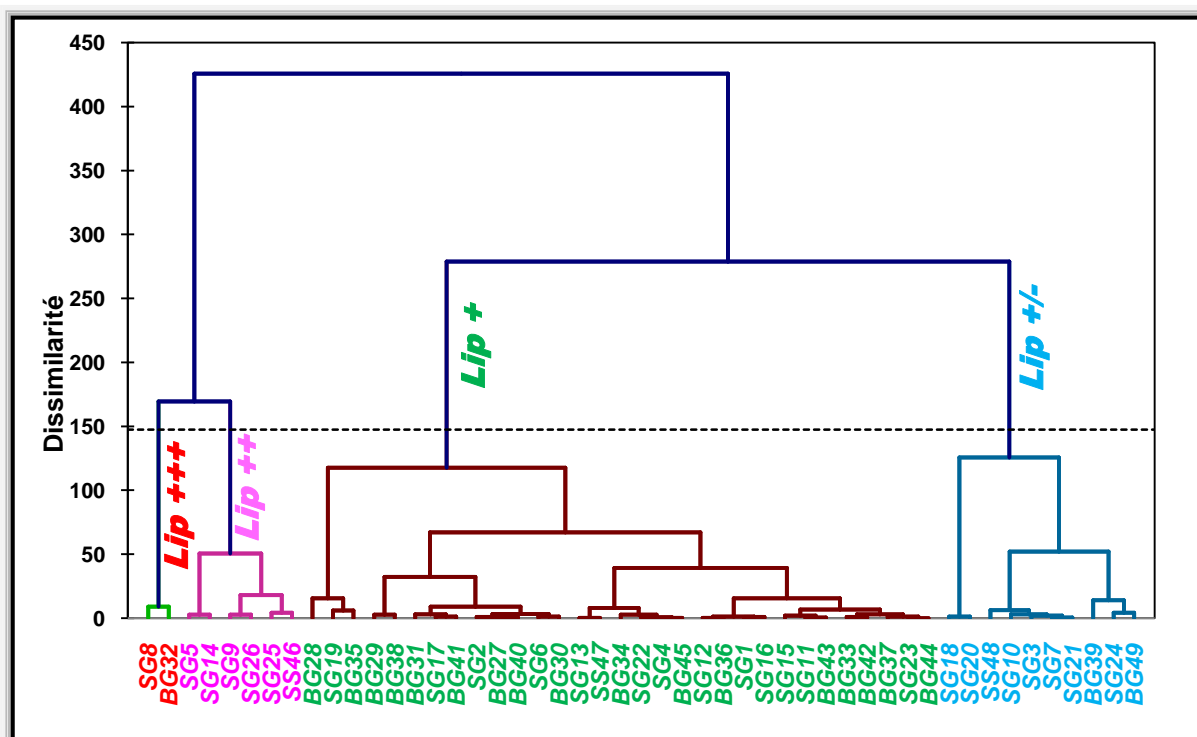 450
400
350
300
250
200
150
100
50
0
Dissimilarité
Lip +++
Lip ++
Lip +
Lip +/-
SG8
BG32
SG5
SG14
SG9
SG26
SG25
SS46
BG28
SG19
BG35
BG29
BG38
BG31
SG17
BG41
SG2
BG27
BG40
SG6
BG30
SG13
SS47
BG34
SG22
SG4
BG45
SG12
BG36
SG1
SG16
SG15
SG11
BG43
BG33
BG42
BG37
SG23
BG44
SG18
SG20
SS48
SG10
SG3
SG7
SG21
BG39
SG24
BG49